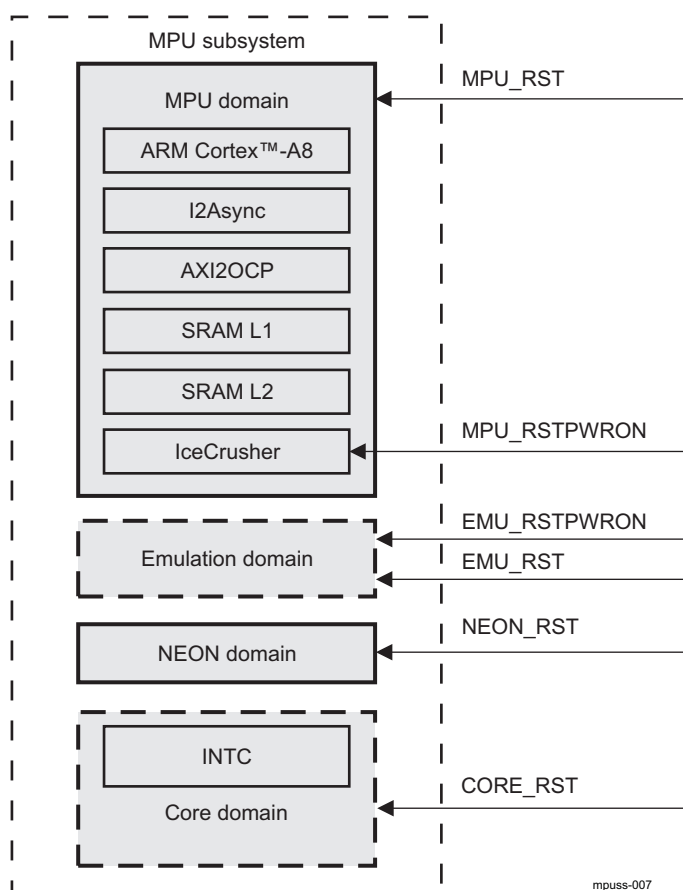 MPU subsystem
MPU_RST
MPU domain
ARM Cortex™-A8
I2Async
AXI2OCP
SRAM L1
SRAM L2
MPU_RSTPWRON
IceCrusher
EMU_RSTPWRON
Emulation domain
EMU_RST
NEON_RST
NEON domain
INTC
CORE_RST
Core domain
mpuss-007